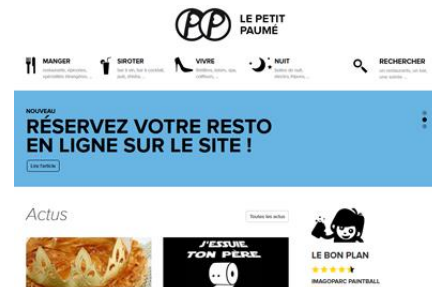 PP
LE PETIT
PAUMÉ
MANGER
SIROTER
VIVRE
NUIT
RECHERCHER
NOUVEAU
RÉSERVEZ VOTRE RESTO
EN LIGNE SUR LE SITE !
Lire l'article
Actus
Toutes les actus
J'ESSUIE
TON PÈRE
LE BON PLAN
IMAGOPARC PAINTBALL